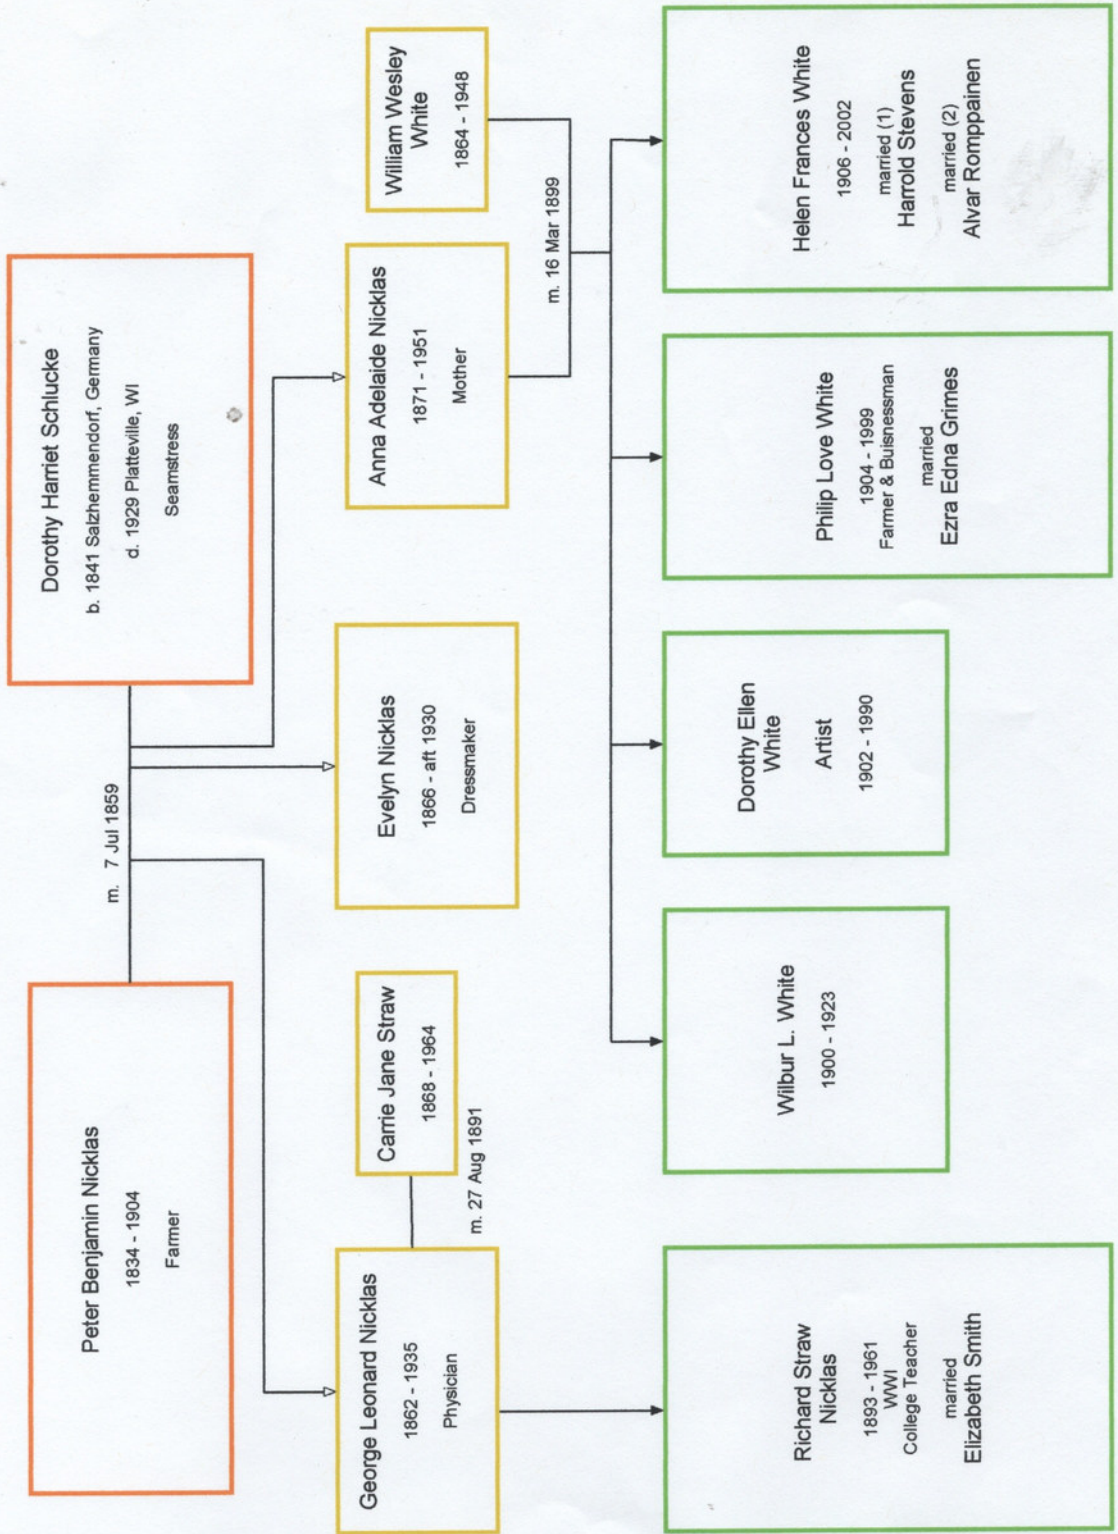 Peter Benjamin Nicklas
1834 - 1904
Farmer
m. 7 Jul 1859
Dorothy Harriet Schlucke
b. 1841 Salzhemmendorf, Germany
d. 1929 Platteville, WI
Seamstress
George Leonard Nicklas
1862 - 1935
Physician
m. 27 Aug 1891
Carrie Jane Straw
1868 - 1964
Evelyn Nicklas
1866 - aft 1930
Dressmaker
Anna Adelaide Nicklas
1871 - 1951
Mother
m. 16 Mar 1899
William Wesley
White
1864 - 1948
Richard Straw
Nicklas
1893 - 1961
WWI
College Teacher
married
Elizabeth Smith
Wilbur L. White
1900 - 1923
Dorothy Ellen
White
Artist
1902 - 1990
Philip Love White
1904 - 1999
Farmer & Buisnessman
married
Ezra Edna Grimes
Helen Frances White
1906 - 2002
married (1)
Harrold Stevens
married (2)
Alvar Romppainen